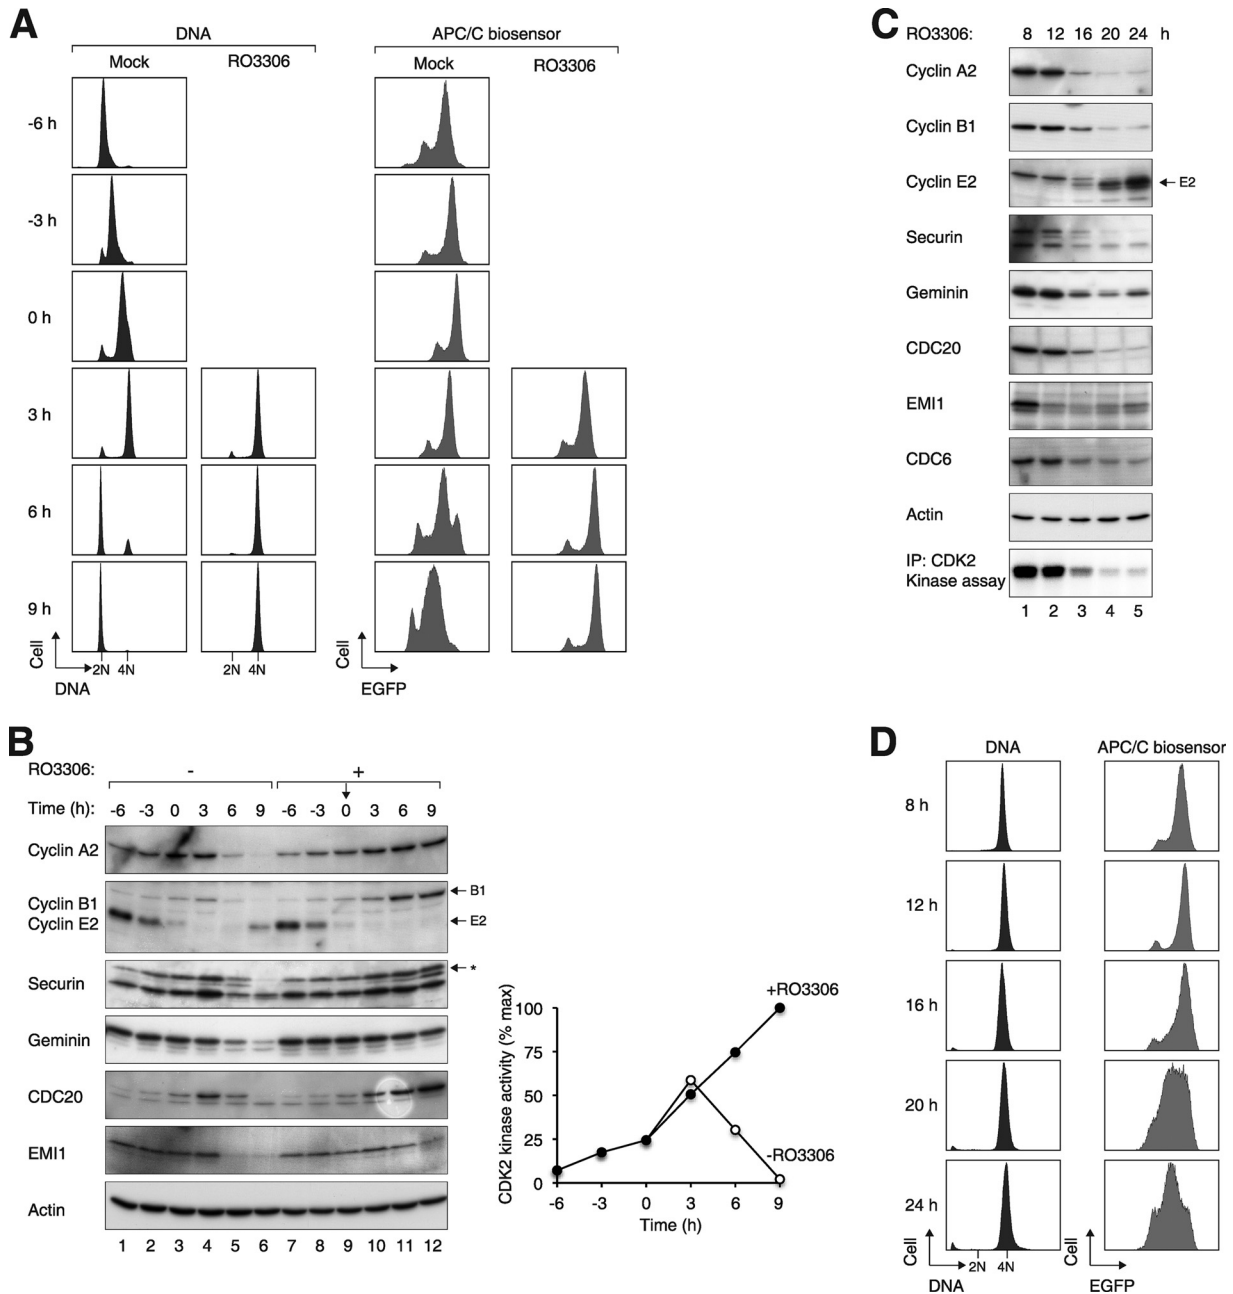 A
DNA
APC/C biosensor
Mock
RO3306
Mock
RO3306
-6 h
-3 h
0 h
3 h
6 h
9 h
Cell
2N 4N
2N 4N
DNA
Cell
EGFP
B
RO3306: - +
Time (h): -6 -3 0 3 6 9 -6 -3 0 3 6 9
Cyclin A2
Cyclin B1
B1
Cyclin E2
E2
Securin
*
Geminin
CDC20
EMI1
Actin
1 2 3 4 5 6 7 8 9 10 11 12
CDK2 kinase activity (% max)
100
75
50
25
0
+RO3306
-RO3306
-6 -3 0 3 6 9
Time (h)
C
RO3306: 8 12 16 20 24 h
Cyclin A2
Cyclin B1
Cyclin E2
E2
Securin
Geminin
CDC20
EMI1
CDC6
Actin
IP: CDK2
Kinase assay
1 2 3 4 5
D
DNA
APC/C biosensor
8 h
12 h
16 h
20 h
24 h
Cell
2N 4N
DNA
Cell
EGFP